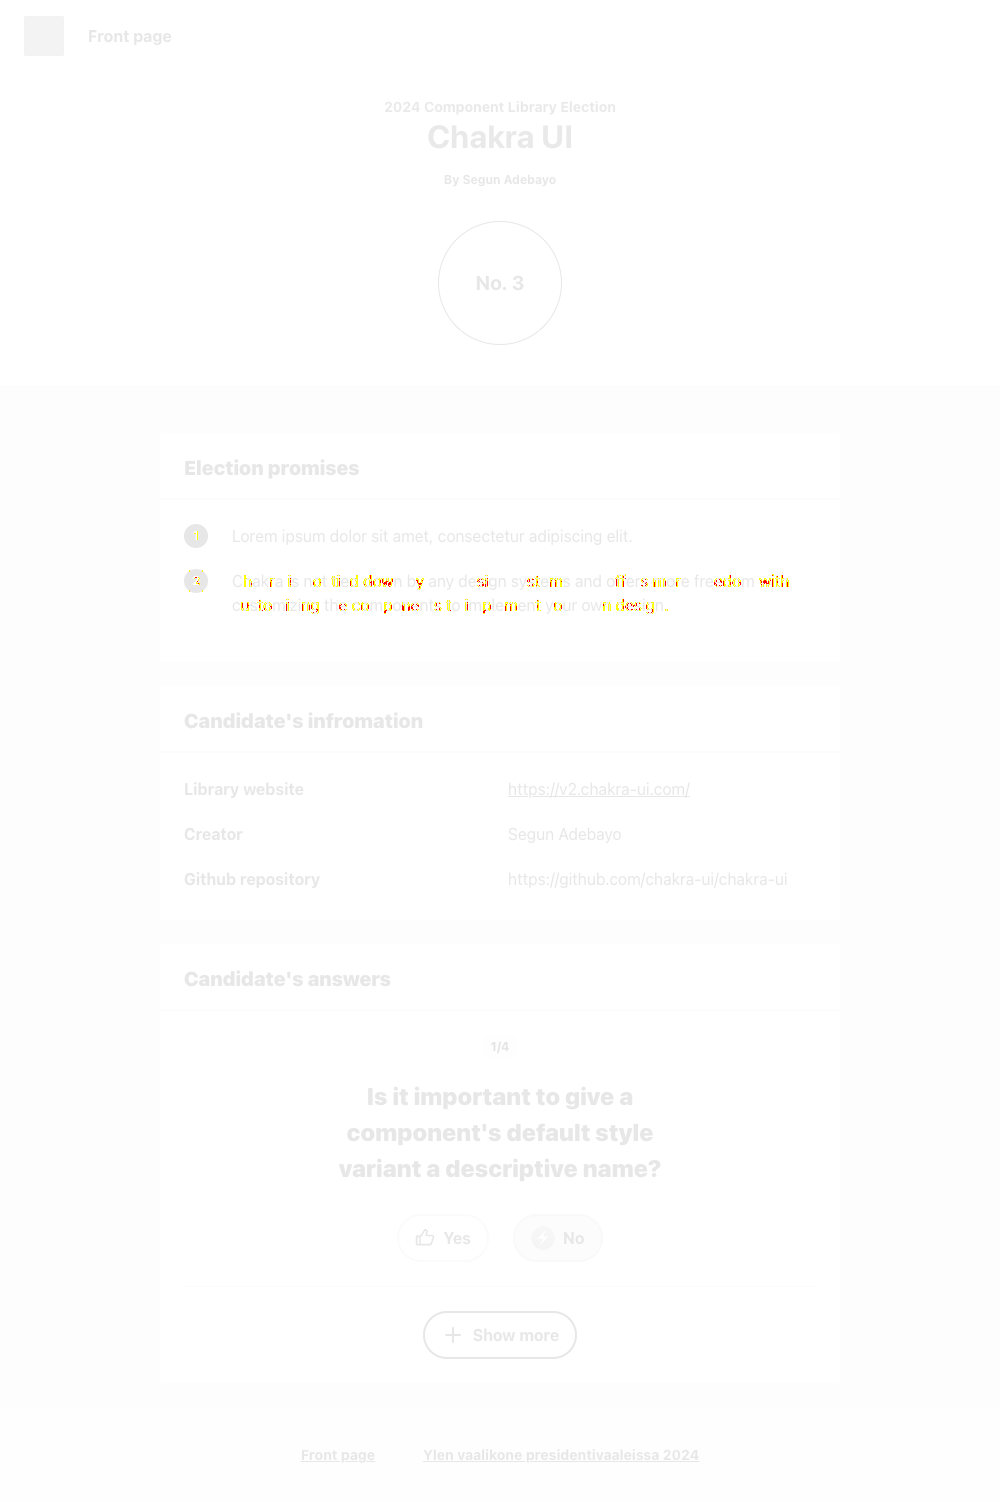 Front page
2024 Component Library Election
Chakra UI
By Segun Adebayo
No. 3
Election promises
1 Lorem ipsum dolor sit amet, consectetur adipiscing elit.
2 Chakra is not tied down by any design systems and offers more freedom with
customizing the components to implement your own design.
Candidate's infromation
Library website https://v2.chakra-ui.com/
Creator Segun Adebayo
Github repository https://github.com/chakra-ui/chakra-ui
Candidate's answers
1/4
Is it important to give a
component's default style
variant a descriptive name?
Yes No
Show more
Front page Ylen vaalikone presidentivaaleissa 2024